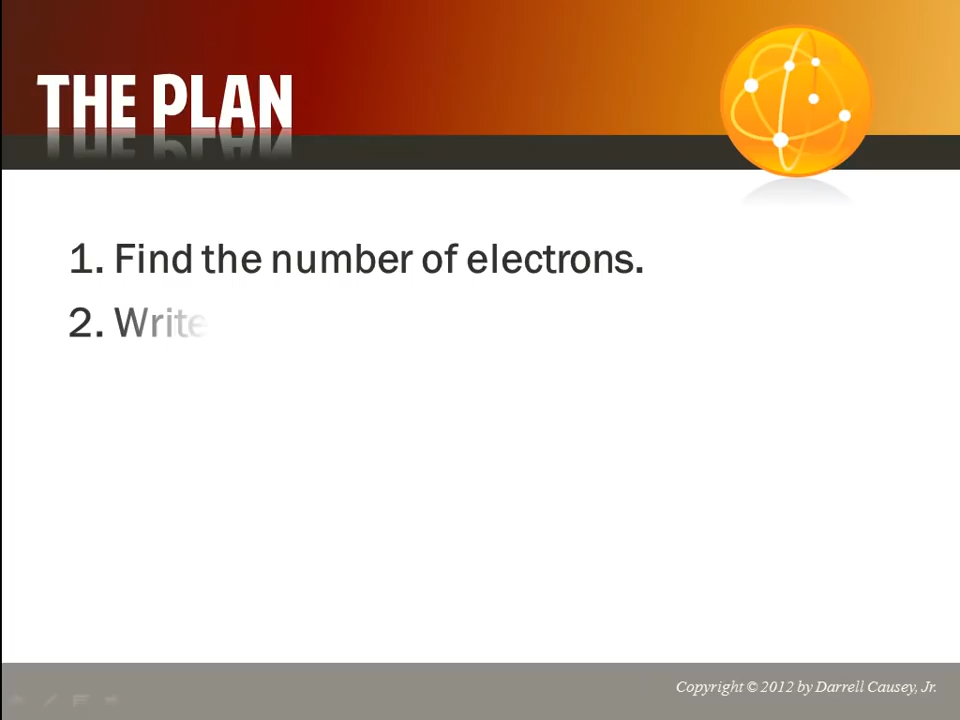 THE PLAN
1. Find the number of electrons.
2. Write
Copyright © 2012 by Darrell Causey, Jr.